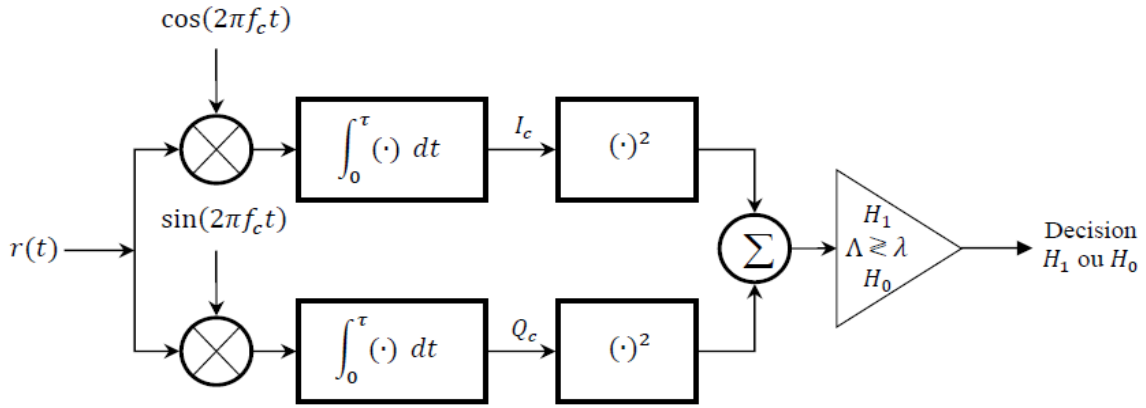 cos(2πf_c t)
∫_0^τ (·) dt
I_c
(·)²
sin(2πf_c t)
r(t)
Σ
H_1
Λ ≷ λ
H_0
Decision
H_1 ou H_0
∫_0^τ (·) dt
Q_c
(·)²